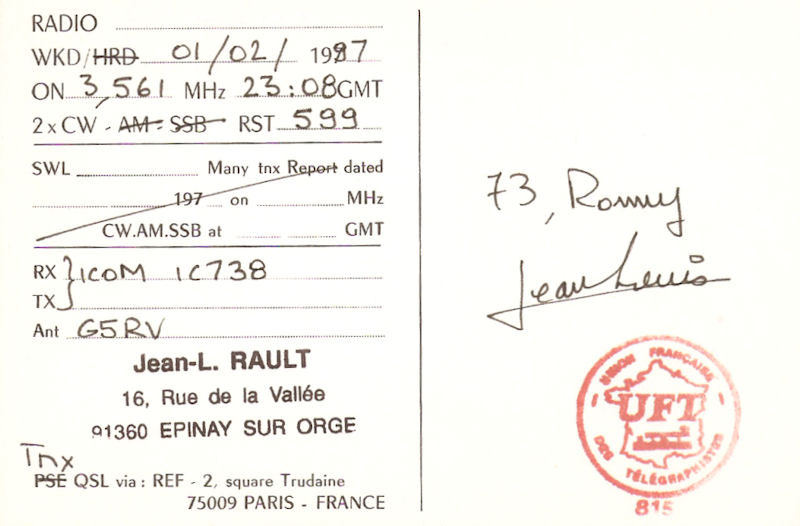 RADIO
WKD/HRD 01/02/ 1997
ON 3,561 MHz 23:08 GMT
2 x CW - AM - SSB - RST 599
SWL Many tnx Report dated
197 on MHz
CW.AM.SSB at GMT
RX } ICOM IC738
TX
Ant G5RV
Jean-L. RAULT
16, Rue de la Vallée
91360 EPINAY SUR ORGE
Tnx
PSE QSL via : REF - 2, square Trudaine
75009 PARIS - FRANCE
73, Romy
Jean Louis
UNION FRANÇAISE
UFT
DES TÉLÉGRAPHISTES
815